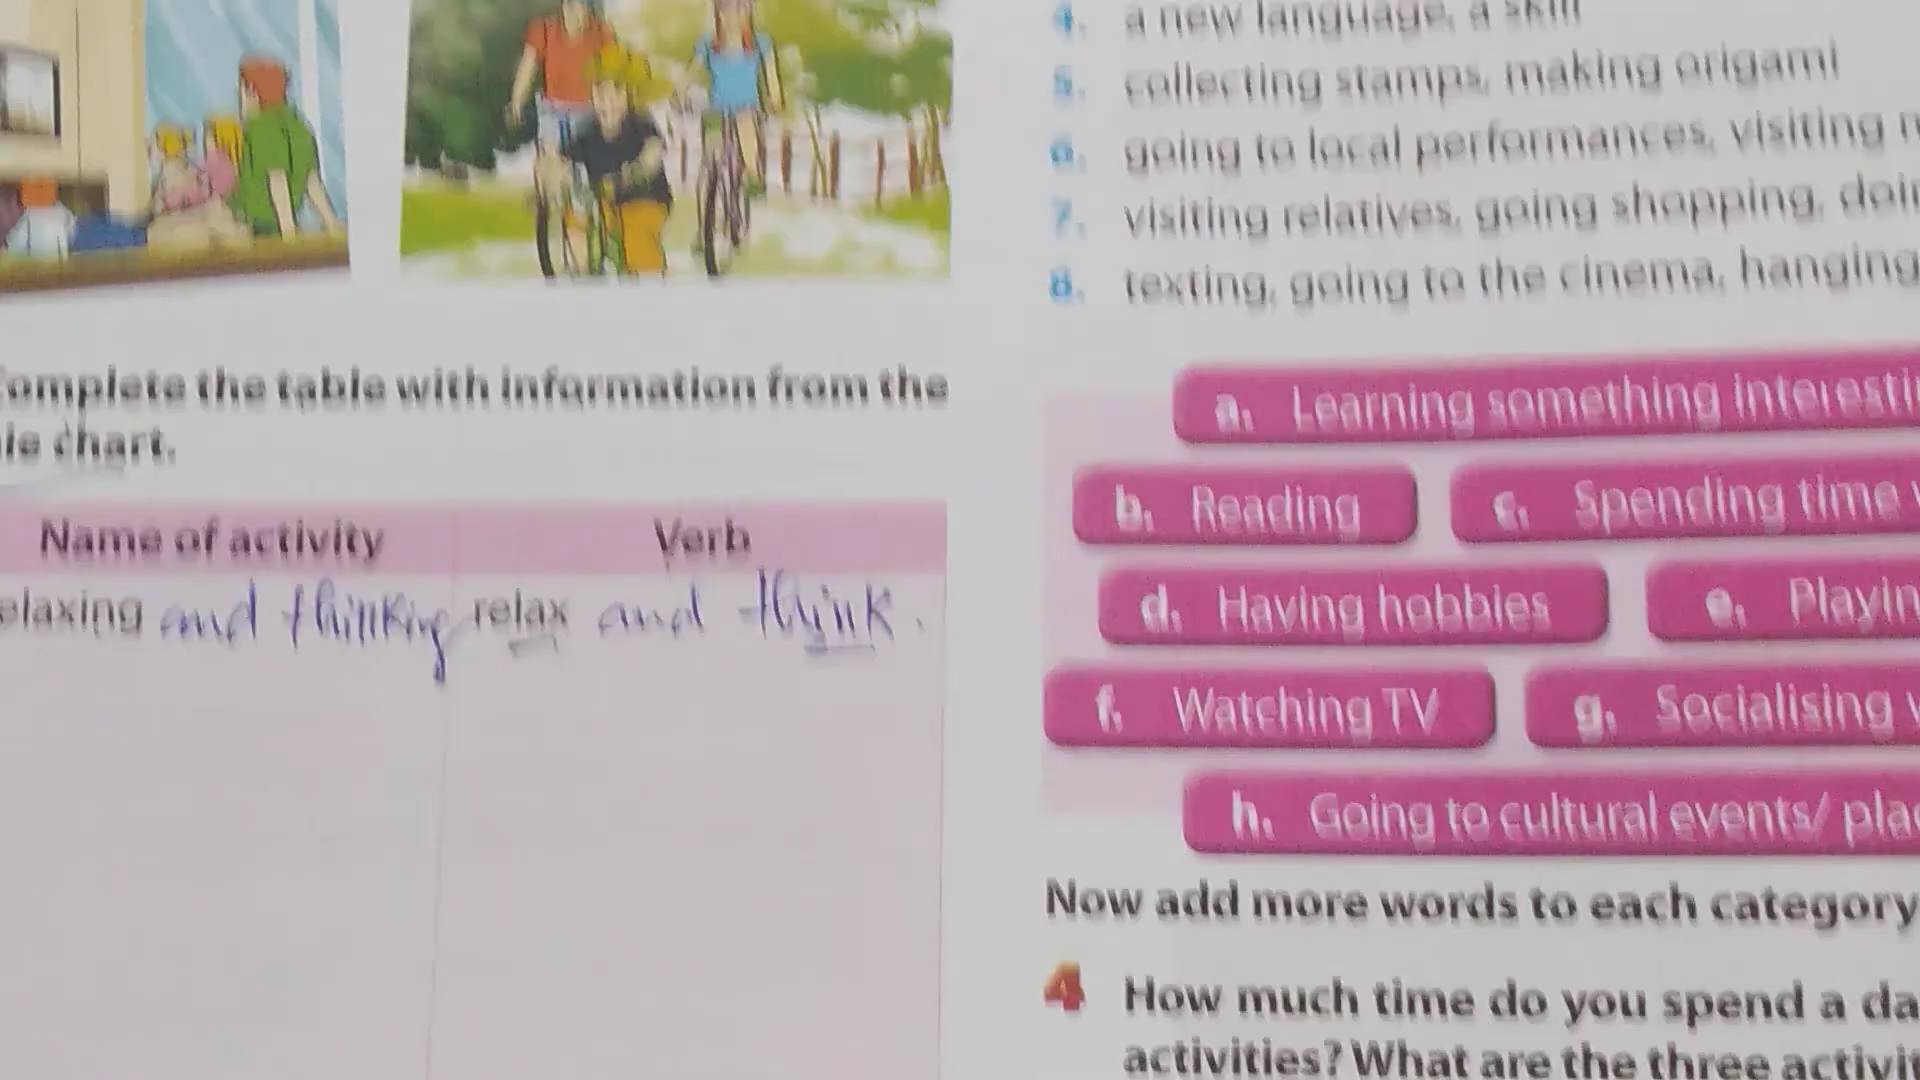 omplete the table with information from the
ie chart.
Name of activity Verb
elaxing and thinking relax and think.
4. a new language, a skill
5. collecting stamps, making origami
6. going to local performances, visiting
7. visiting relatives, going shopping, doin
8. texting, going to the cinema, hanging
a. Learning something interesti
b. Reading
c. Spending time
d. Having hobbies
e. Playin
f. Watching TV
g. Socialising
h. Going to cultural events/ plac
Now add more words to each category
4 How much time do you spend a da
activities? What are the three activit